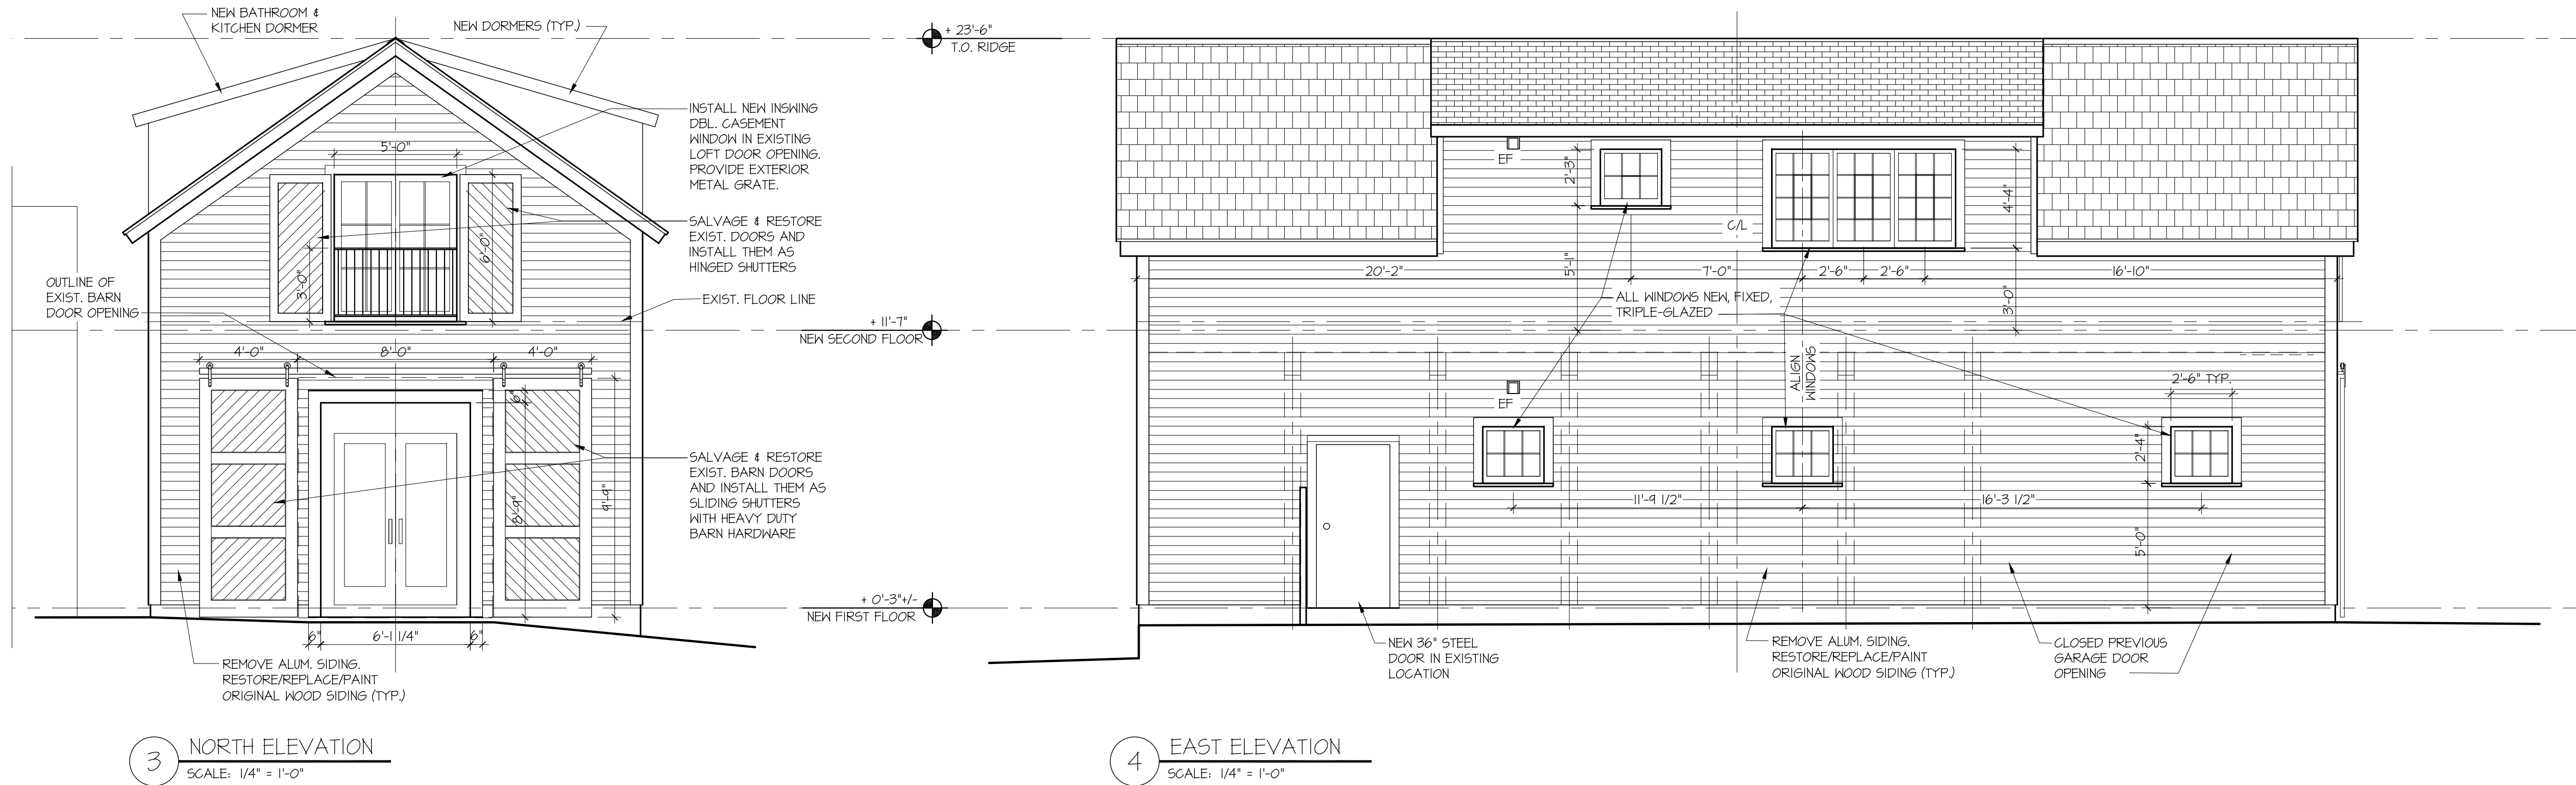 NEW BATHROOM &
KITCHEN DORMER
NEW DORMERS (TYP.)
5'-0"
INSTALL NEW INSWING
DBL. CASEMENT
WINDOW IN EXISTING
LOFT DOOR OPENING.
PROVIDE EXTERIOR
METAL GRATE.
SALVAGE & RESTORE
EXIST. DOORS AND
INSTALL THEM AS
HINGED SHUTTERS
6'-0"
3'-0"
OUTLINE OF
EXIST. BARN
DOOR OPENING
EXIST. FLOOR LINE
4'-0"
8'-0"
4'-0"
6"
8'-9"
9'-9"
SALVAGE & RESTORE
EXIST. BARN DOORS
AND INSTALL THEM AS
SLIDING SHUTTERS
WITH HEAVY DUTY
BARN HARDWARE
6"
6'-1 1/4"
6"
REMOVE ALUM. SIDING.
RESTORE/REPLACE/PAINT
ORIGINAL WOOD SIDING (TYP.)
3
NORTH ELEVATION
SCALE: 1/4" = 1'-0"
+ 23'-6"
T.O. RIDGE
+ 11'-7"
NEW SECOND FLOOR
+ 0'-3"+/-
NEW FIRST FLOOR
EF
2'-3"
C/L
4'-4"
20'-2"
5'-1"
7'-0"
2'-6"
2'-6"
16'-10"
3'-0"
ALL WINDOWS NEW, FIXED,
TRIPLE-GLAZED
ALIGN
WINDOWS
EF
2'-6" TYP.
2'-4"
11'-9 1/2"
16'-3 1/2"
5'-0"
NEW 36" STEEL
DOOR IN EXISTING
LOCATION
REMOVE ALUM. SIDING.
RESTORE/REPLACE/PAINT
ORIGINAL WOOD SIDING (TYP.)
CLOSED PREVIOUS
GARAGE DOOR
OPENING
4
EAST ELEVATION
SCALE: 1/4" = 1'-0"